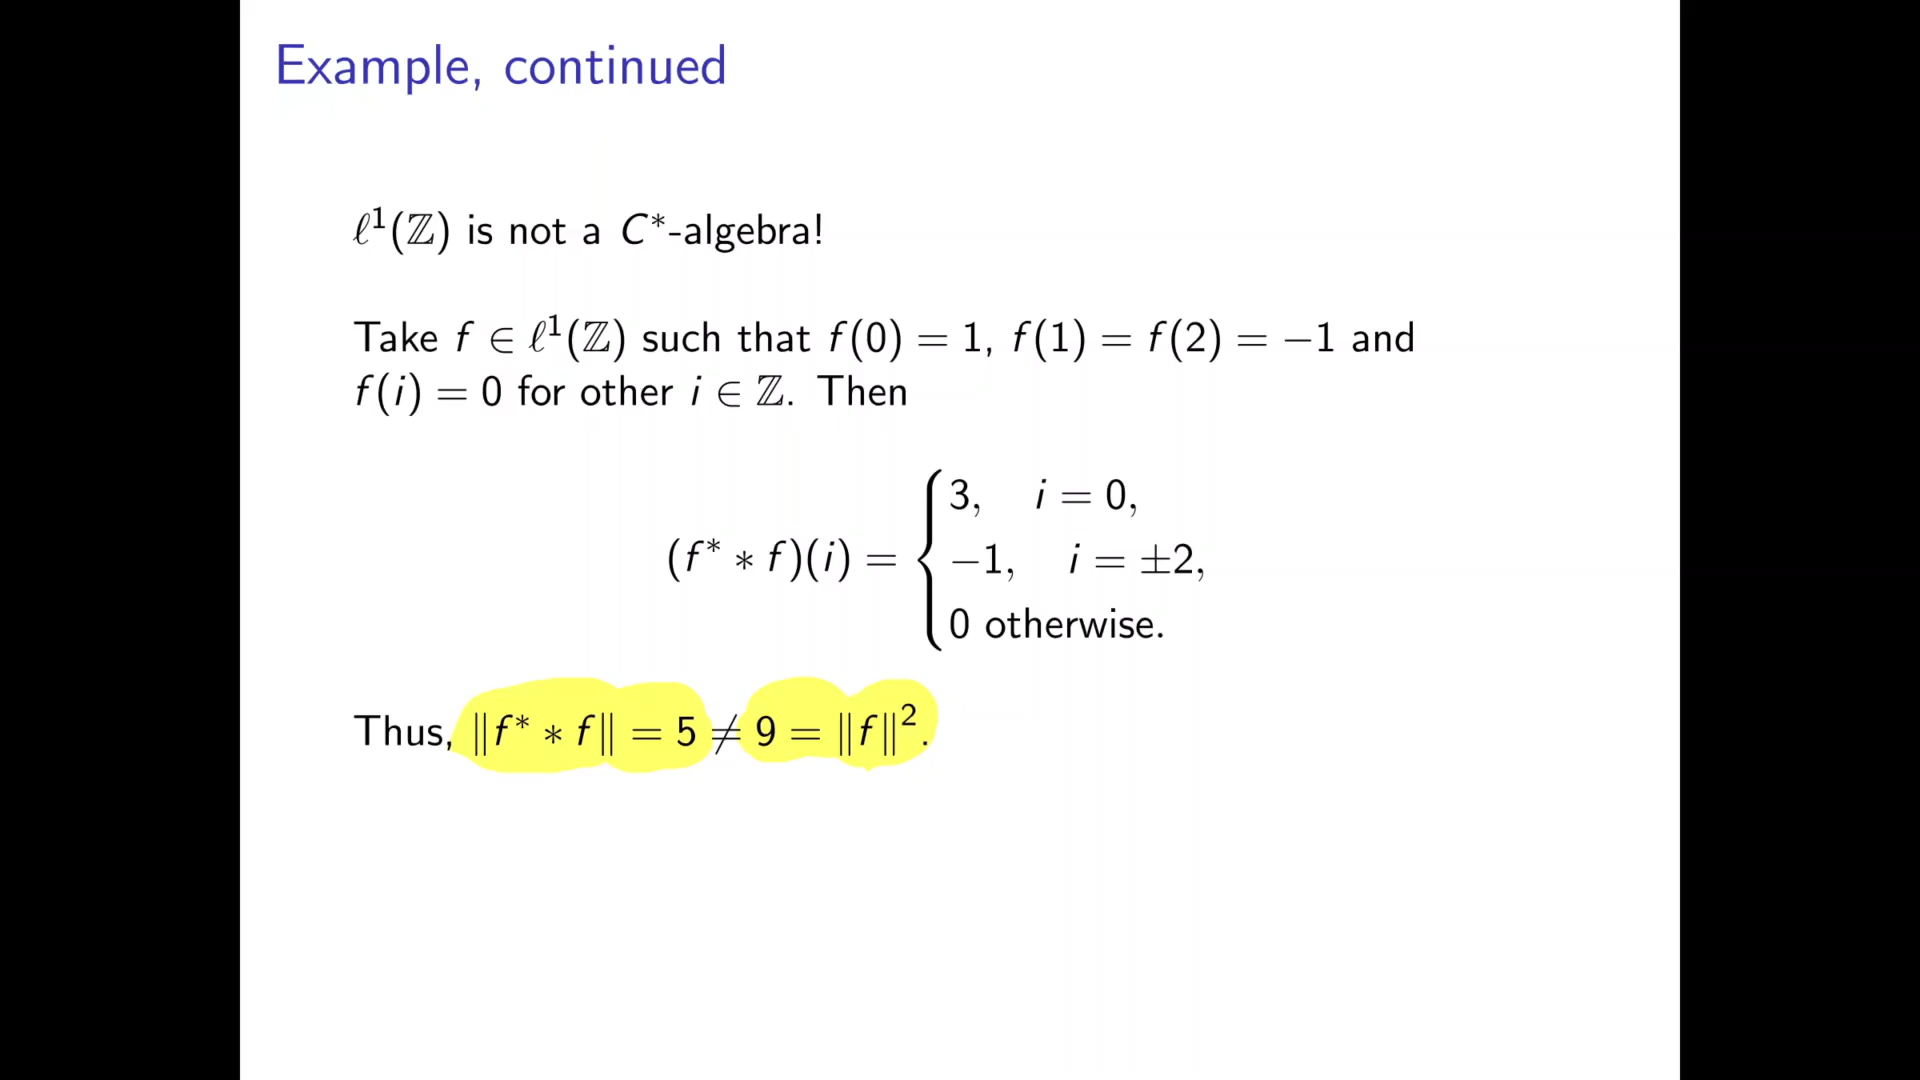 Example, continued
ℓ¹(ℤ) is not a C*-algebra!
Take f ∈ ℓ¹(ℤ) such that f(0) = 1, f(1) = f(2) = −1 and
f(i) = 0 for other i ∈ ℤ. Then
(f* ∗ f)(i) = { 3, i = 0,
−1, i = ±2,
0 otherwise.
Thus, ‖f* ∗ f‖ = 5 ≠ 9 = ‖f‖².